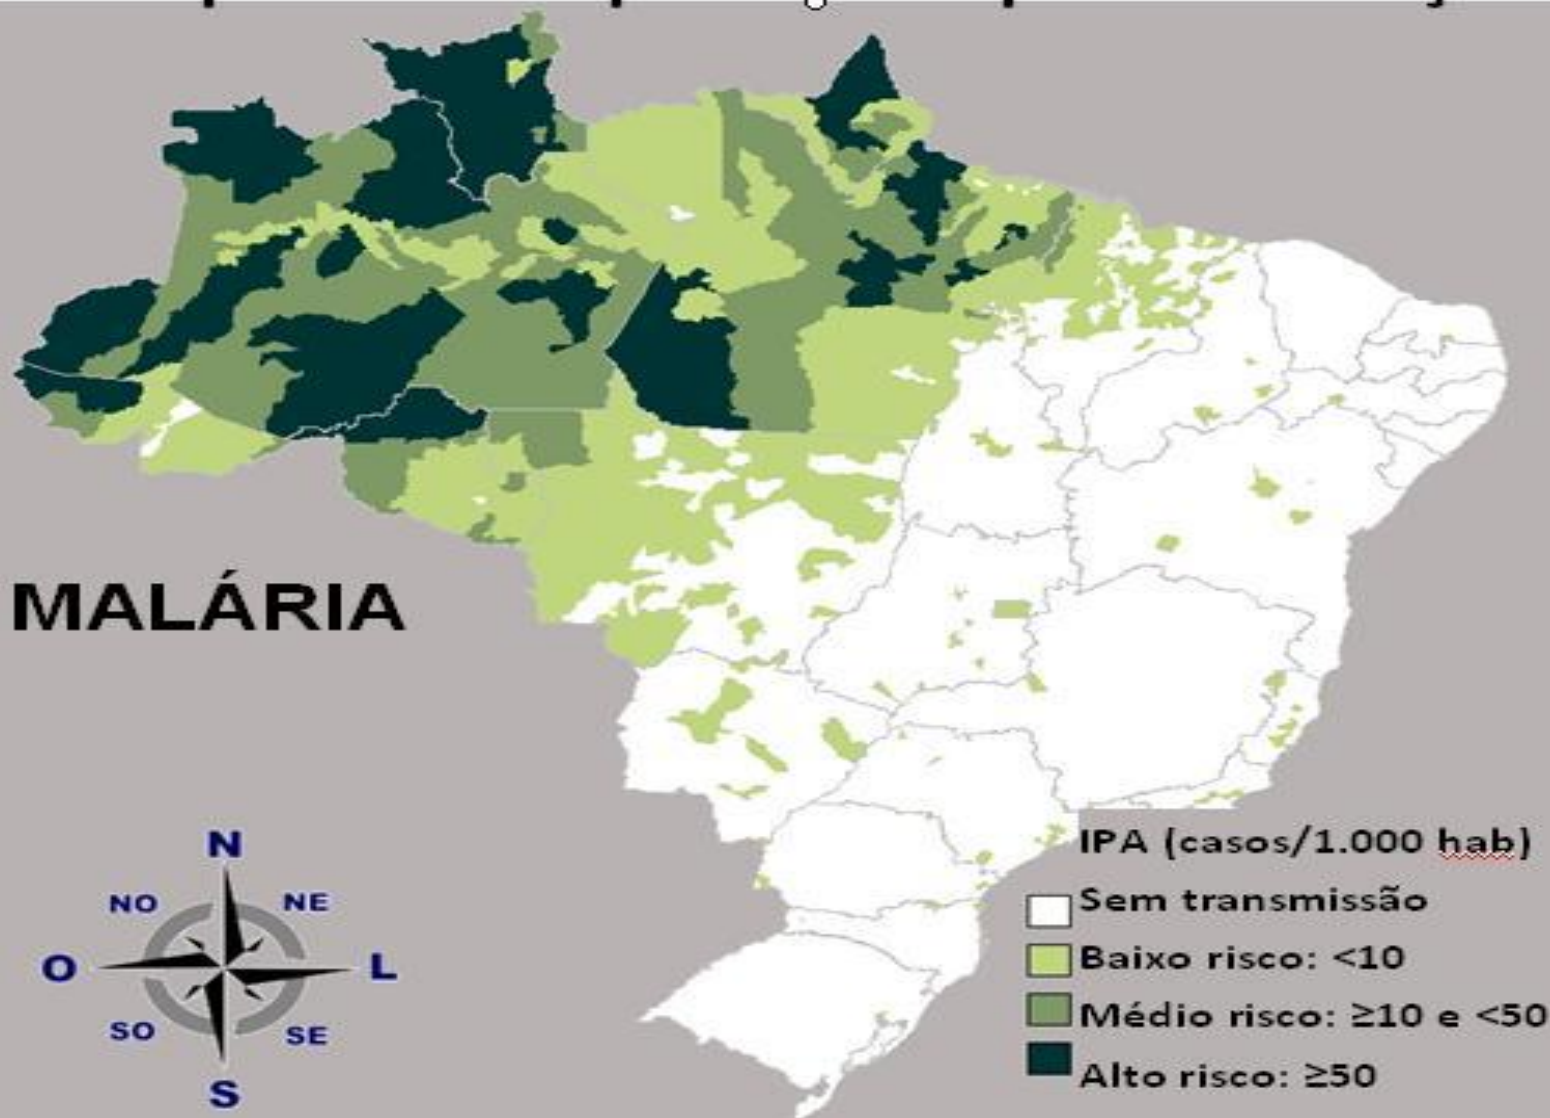 MALÁRIA
N
NO
NE
O
L
SO
SE
S
IPA (casos/1.000 hab)
Sem transmissão
Baixo risco: <10
Médio risco: ≥10 e <50
Alto risco: ≥50